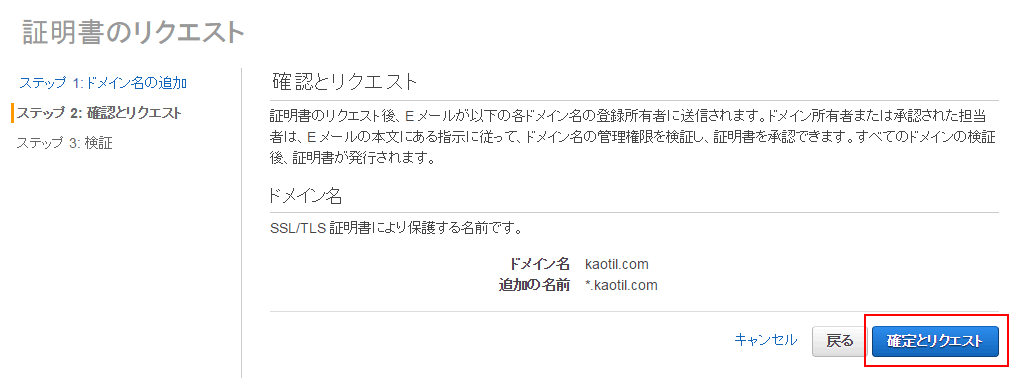 証明書のリクエスト
ステップ 1:ドメイン名の追加
ステップ 2: 確認とリクエスト
ステップ 3: 検証
確認とリクエスト
証明書のリクエスト後、E メールが以下の各ドメイン名の登録所有者に送信されます。ドメイン所有者または承認された担当
者は、E メールの本文にある指示に従って、ドメイン名の管理権限を検証し、証明書を承認できます。すべてのドメインの検証
後、証明書が発行されます。
ドメイン名
SSL/TLS 証明書により保護する名前です。
ドメイン名 kaotil.com
追加の名前 *.kaotil.com
キャンセル 戻る 確定とリクエスト